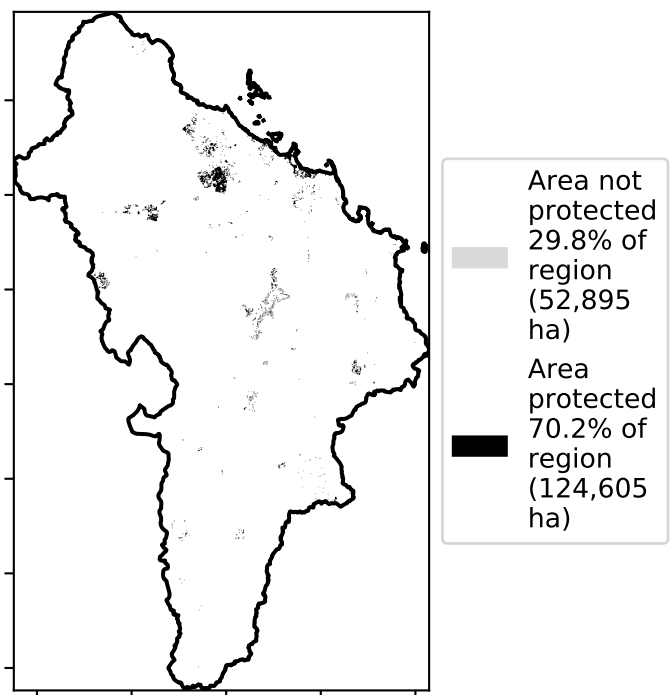 Area not
protected
29.8% of
region
(52,895
ha)
Area
protected
70.2% of
region
(124,605
ha)